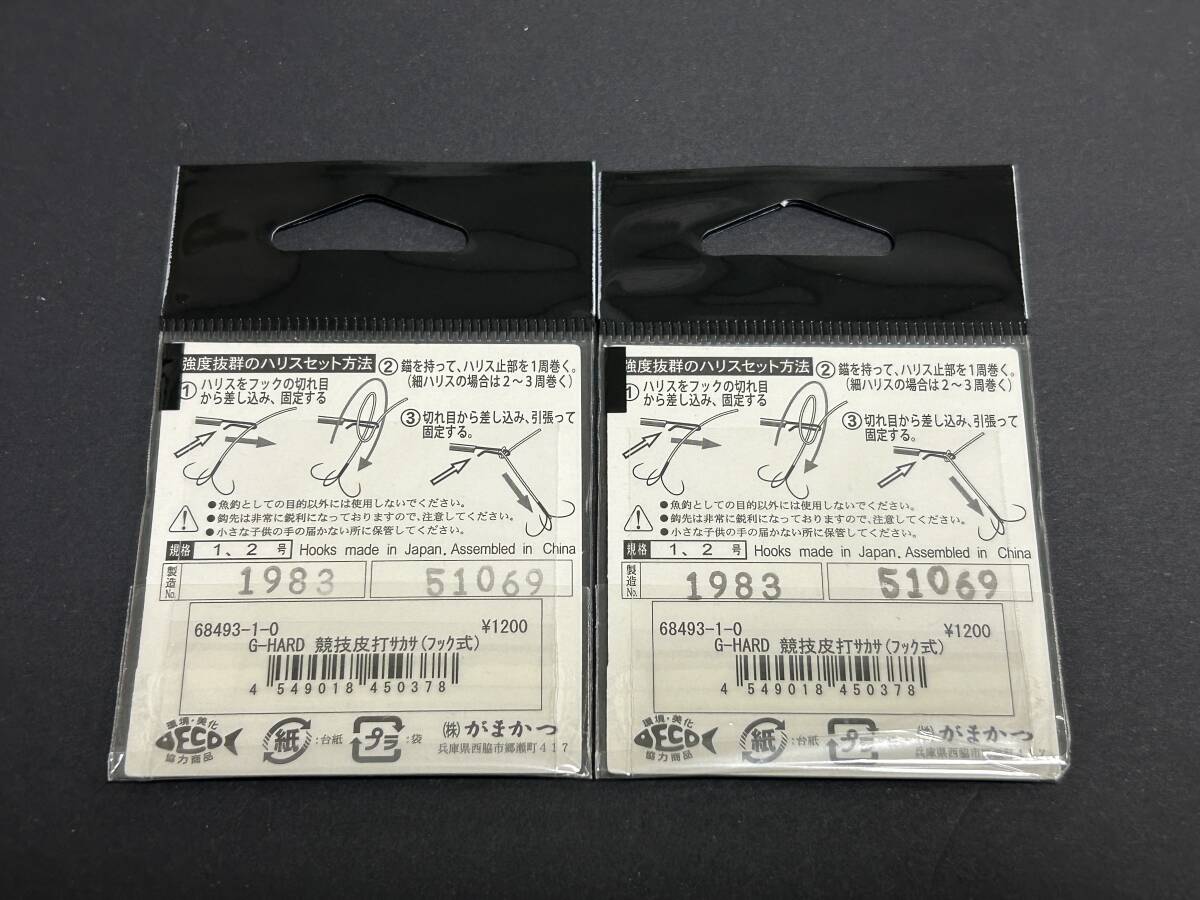 強度抜群のハリスセット方法
① ハリスをフックの切れ目
から差し込み、固定する
② 錨を持って、ハリス止部を1周巻く。
(細ハリスの場合は2〜3周巻く)
③ 切れ目から差し込み、引張って
固定する。
●魚釣としての目的以外には使用しないでください。
●鈎先は非常に鋭利になっておりますので、注意してください。
●小さな子供の手の届かない所に保管してください。
規格 1、2 号 Hooks made in Japan. Assembled in China
製造No. 1983 51069
68493-1-0 ¥1200
G-HARD 競技皮打サカサ(フック式)
4 549018 450378
環境・美化
ECO
協力商品
紙 :台紙
プラ :袋
(株) がまかつ
兵庫県西脇市郷瀬町417
強度抜群のハリスセット方法
① ハリスをフックの切れ目
から差し込み、固定する
② 錨を持って、ハリス止部を1周巻く。
(細ハリスの場合は2〜3周巻く)
③ 切れ目から差し込み、引張って
固定する。
●魚釣としての目的以外には使用しないでください。
●鈎先は非常に鋭利になっておりますので、注意してください。
●小さな子供の手の届かない所に保管してください。
規格 1、2 号 Hooks made in Japan. Assembled in China
製造No. 1983 51069
68493-1-0 ¥1200
G-HARD 競技皮打サカサ(フック式)
4 549018 450378
環境・美化
ECO
協力商品
紙 :台紙
プラ
(株) がまかつ
兵庫県西脇市